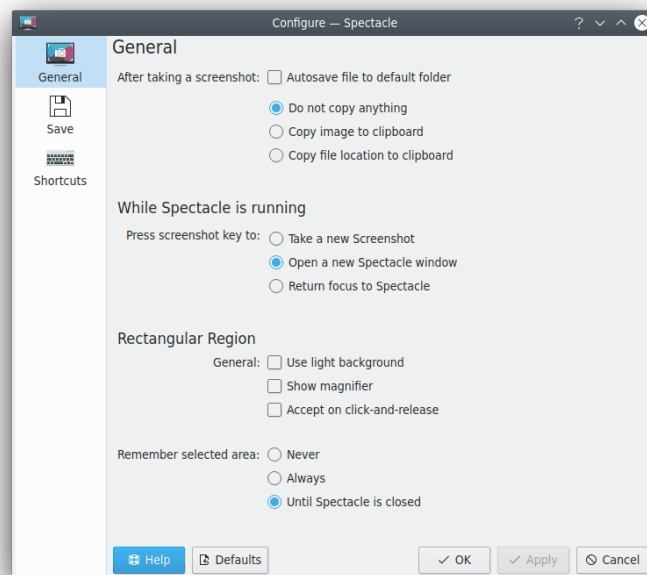 Configure — Spectacle
General
General
After taking a screenshot: Autosave file to default folder
Do not copy anything
Save
Copy image to clipboard
Copy file location to clipboard
Shortcuts
While Spectacle is running
Press screenshot key to: Take a new Screenshot
Open a new Spectacle window
Return focus to Spectacle
Rectangular Region
General: Use light background
Show magnifier
Accept on click-and-release
Remember selected area: Never
Always
Until Spectacle is closed
Help Defaults OK Apply Cancel